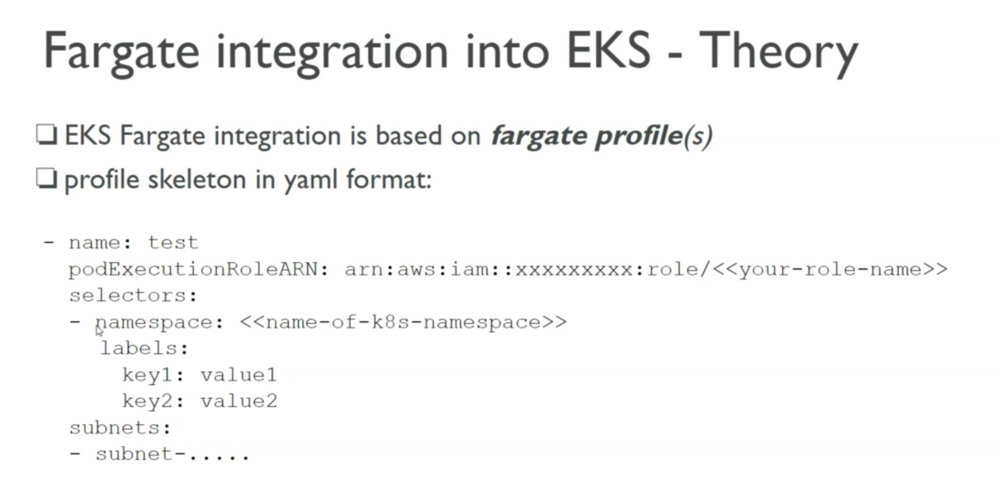 Fargate integration into EKS - Theory
❑ EKS Fargate integration is based on fargate profile(s)
❑ profile skeleton in yaml format:
- name: test
podExecutionRoleARN: arn:aws:iam::xxxxxxxxx:role/<<your-role-name>>
selectors:
- namespace: <<name-of-k8s-namespace>>
labels:
key1: value1
key2: value2
subnets:
- subnet-.....